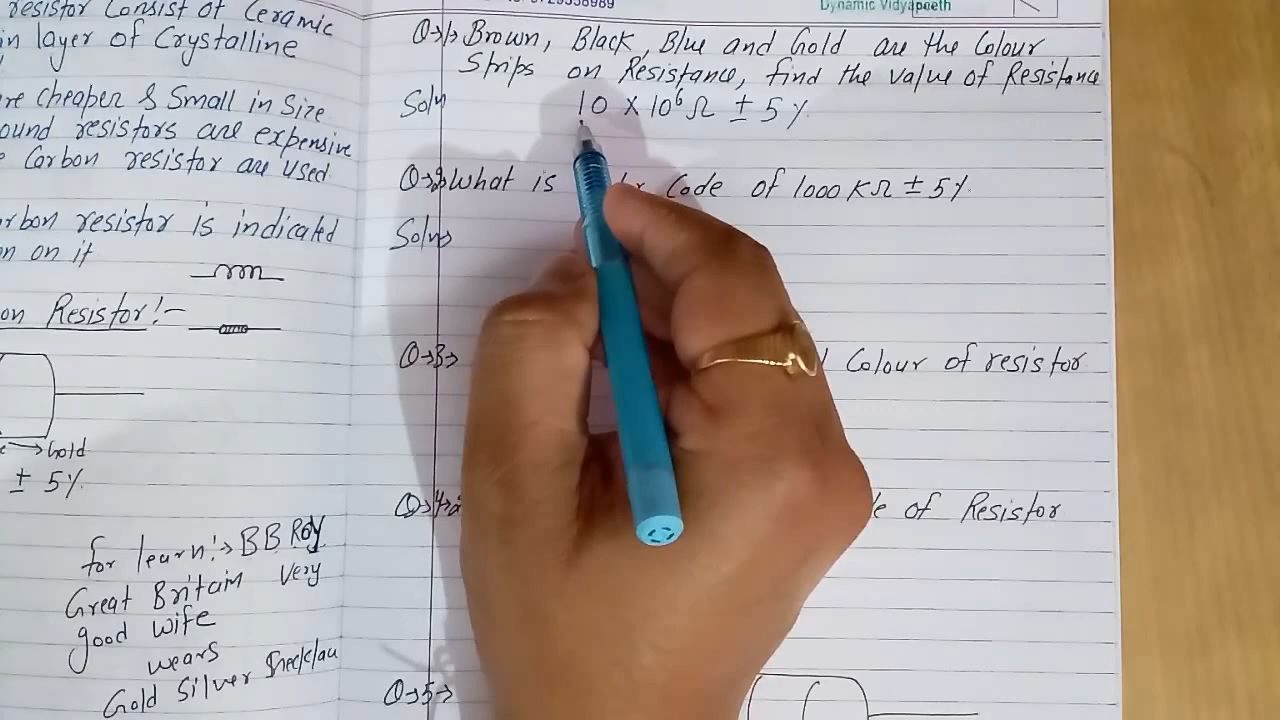 resistor Consist of Ceramic
in layer of Crystalline
re Cheaper & Small in Size
ound resistors are expensive
Carbon resistor are used
rbon resistor is indicated
n on it
on Resistor!-
Gold
± 5%
for learn!→ BB ROY
Great Britain Very
good wife
wears
Gold Silver
8989
Dynamic Vidyapeeth
Q→1→ Brown, Black, Blue and Gold are the Colour
Strips on Resistance, find the value of Resistance
Soln 10 × 10⁶ Ω ± 5%
Q→2→ What is Code of 1000 KΩ ± 5%.
Soln→
Q→3→ Colour of resistor
Q→4→ of Resistor
Q→5→